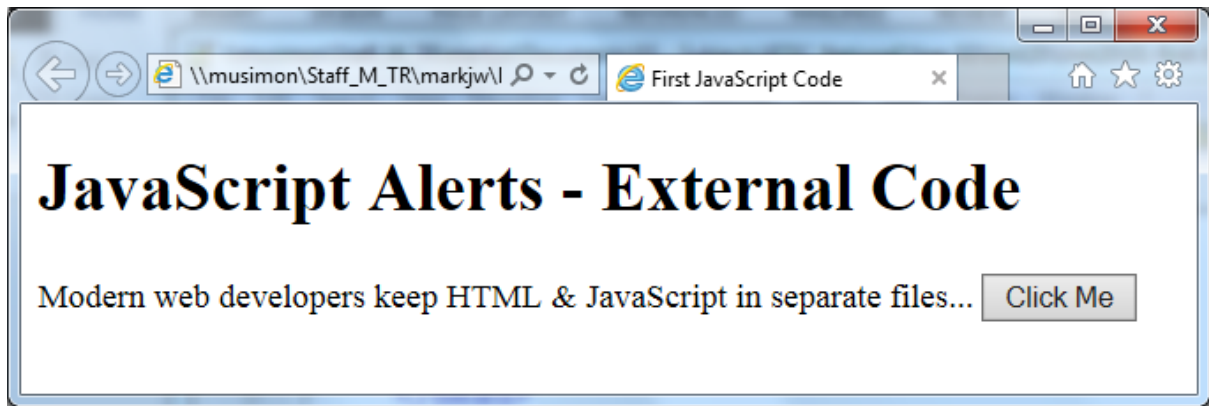 \\musimon\Staff_M_TR\markjw\l
First JavaScript Code
JavaScript Alerts - External Code
Modern web developers keep HTML & JavaScript in separate files... Click Me